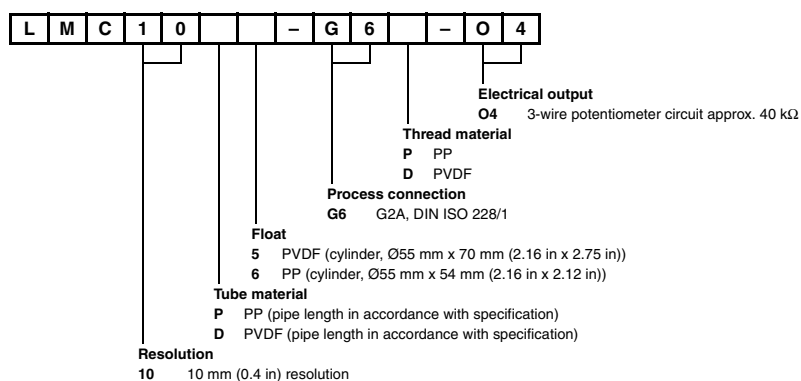 L M C 1 0 – G 6 – O 4
Electrical output
O4 3-wire potentiometer circuit approx. 40 kΩ
Thread material
P PP
D PVDF
Process connection
G6 G2A, DIN ISO 228/1
Float
5 PVDF (cylinder, Ø55 mm x 70 mm (2.16 in x 2.75 in))
6 PP (cylinder, Ø55 mm x 54 mm (2.16 in x 2.12 in))
Tube material
P PP (pipe length in accordance with specification)
D PVDF (pipe length in accordance with specification)
Resolution
10 10 mm (0.4 in) resolution